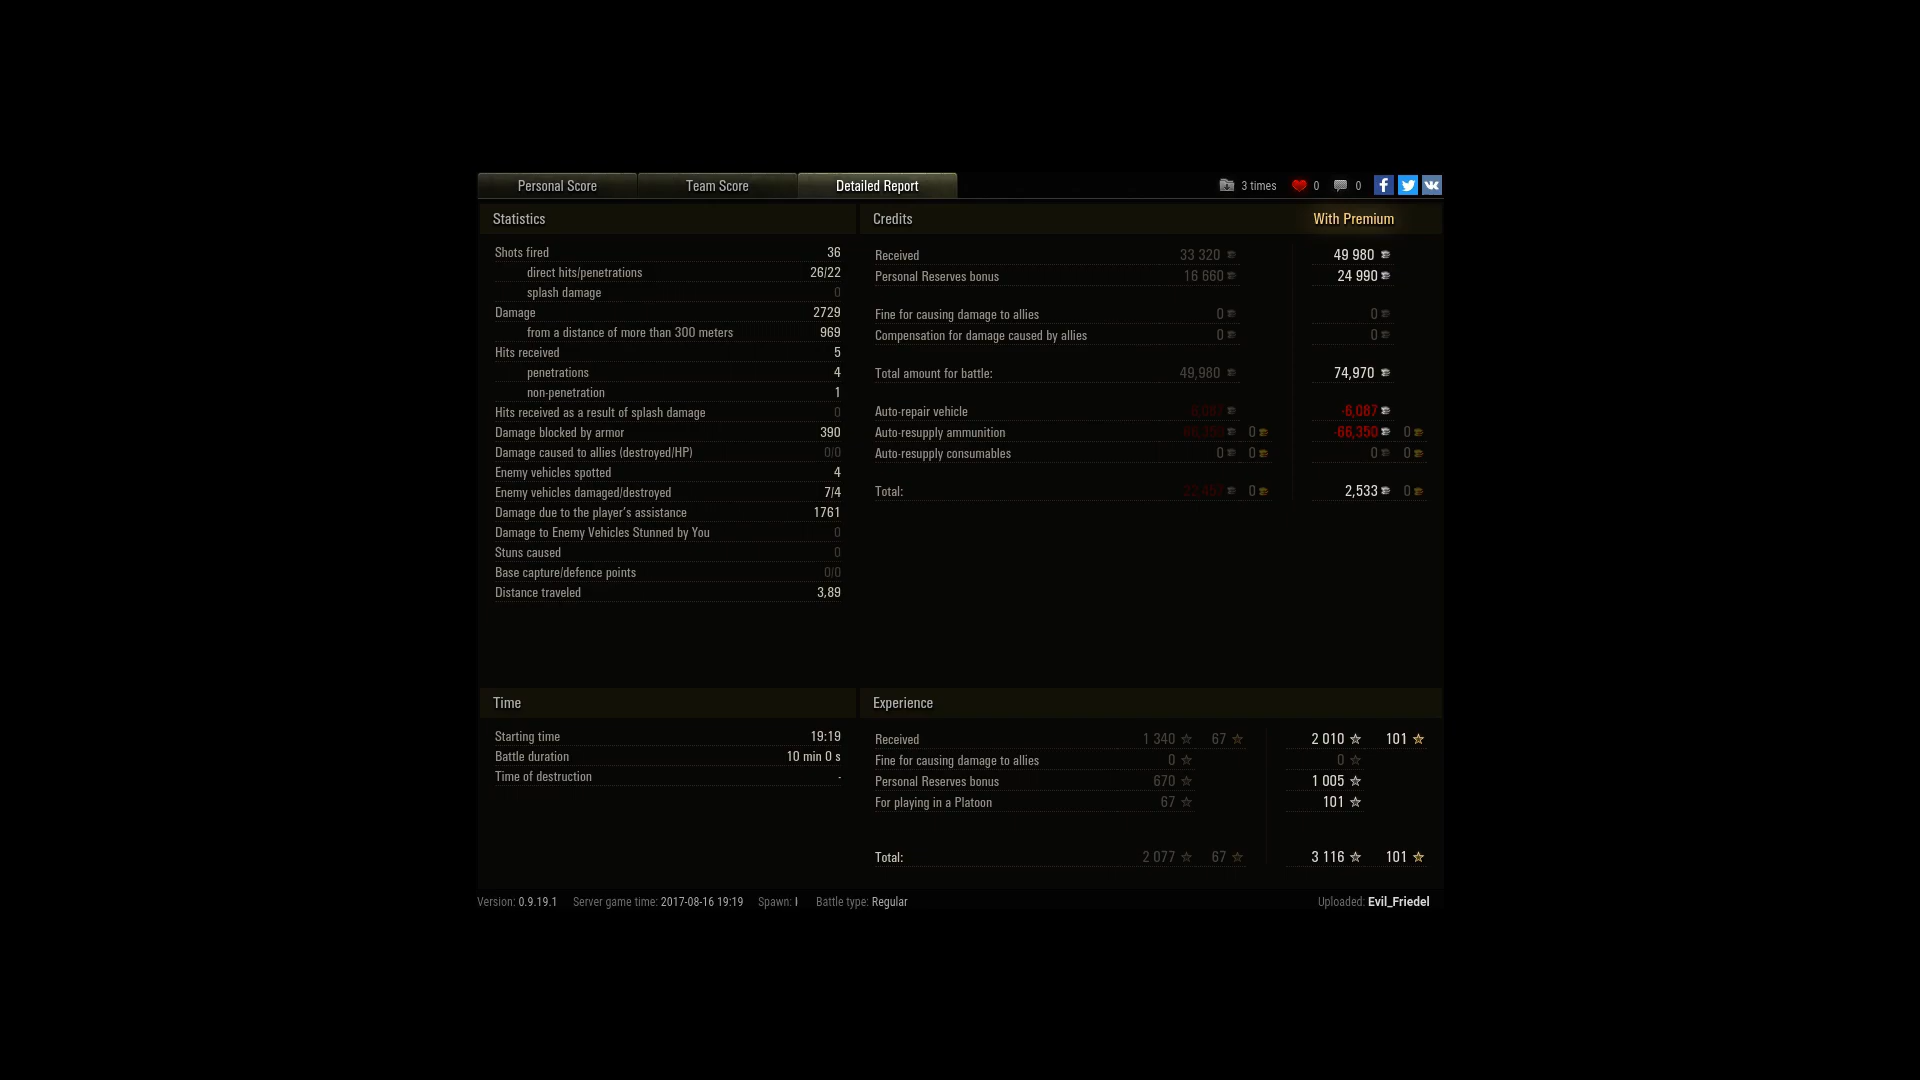 Personal Score Team Score Detailed Report 3 times 0 0
Statistics
Shots fired 36
direct hits/penetrations 26/22
splash damage 0
Damage 2729
from a distance of more than 300 meters 969
Hits received 5
penetrations 4
non-penetration 1
Hits received as a result of splash damage 0
Damage blocked by armor 390
Damage caused to allies (destroyed/HP) 0/0
Enemy vehicles spotted 4
Enemy vehicles damaged/destroyed 7/4
Damage due to the player's assistance 1761
Damage to Enemy Vehicles Stunned by You 0
Stuns caused 0
Base capture/defence points 0/0
Distance traveled 3,89
Credits With Premium
Received 33 320 49 980
Personal Reserves bonus 16 660 24 990
Fine for causing damage to allies 0 0
Compensation for damage caused by allies 0 0
Total amount for battle: 49,980 74,970
Auto-repair vehicle -6,087 -6,087
Auto-resupply ammunition -66,350 0 -66,350 0
Auto-resupply consumables 0 0 0 0
Total: -22,457 0 2,533 0
Time
Starting time 19:19
Battle duration 10 min 0 s
Time of destruction -
Experience
Received 1 340 67 2 010 101
Fine for causing damage to allies 0 0
Personal Reserves bonus 670 1 005
For playing in a Platoon 67 101
Total: 2 077 67 3 116 101
Version: 0.9.19.1 Server game time: 2017-08-16 19:19 Spawn: I Battle type: Regular Uploaded: Evil_Friedel